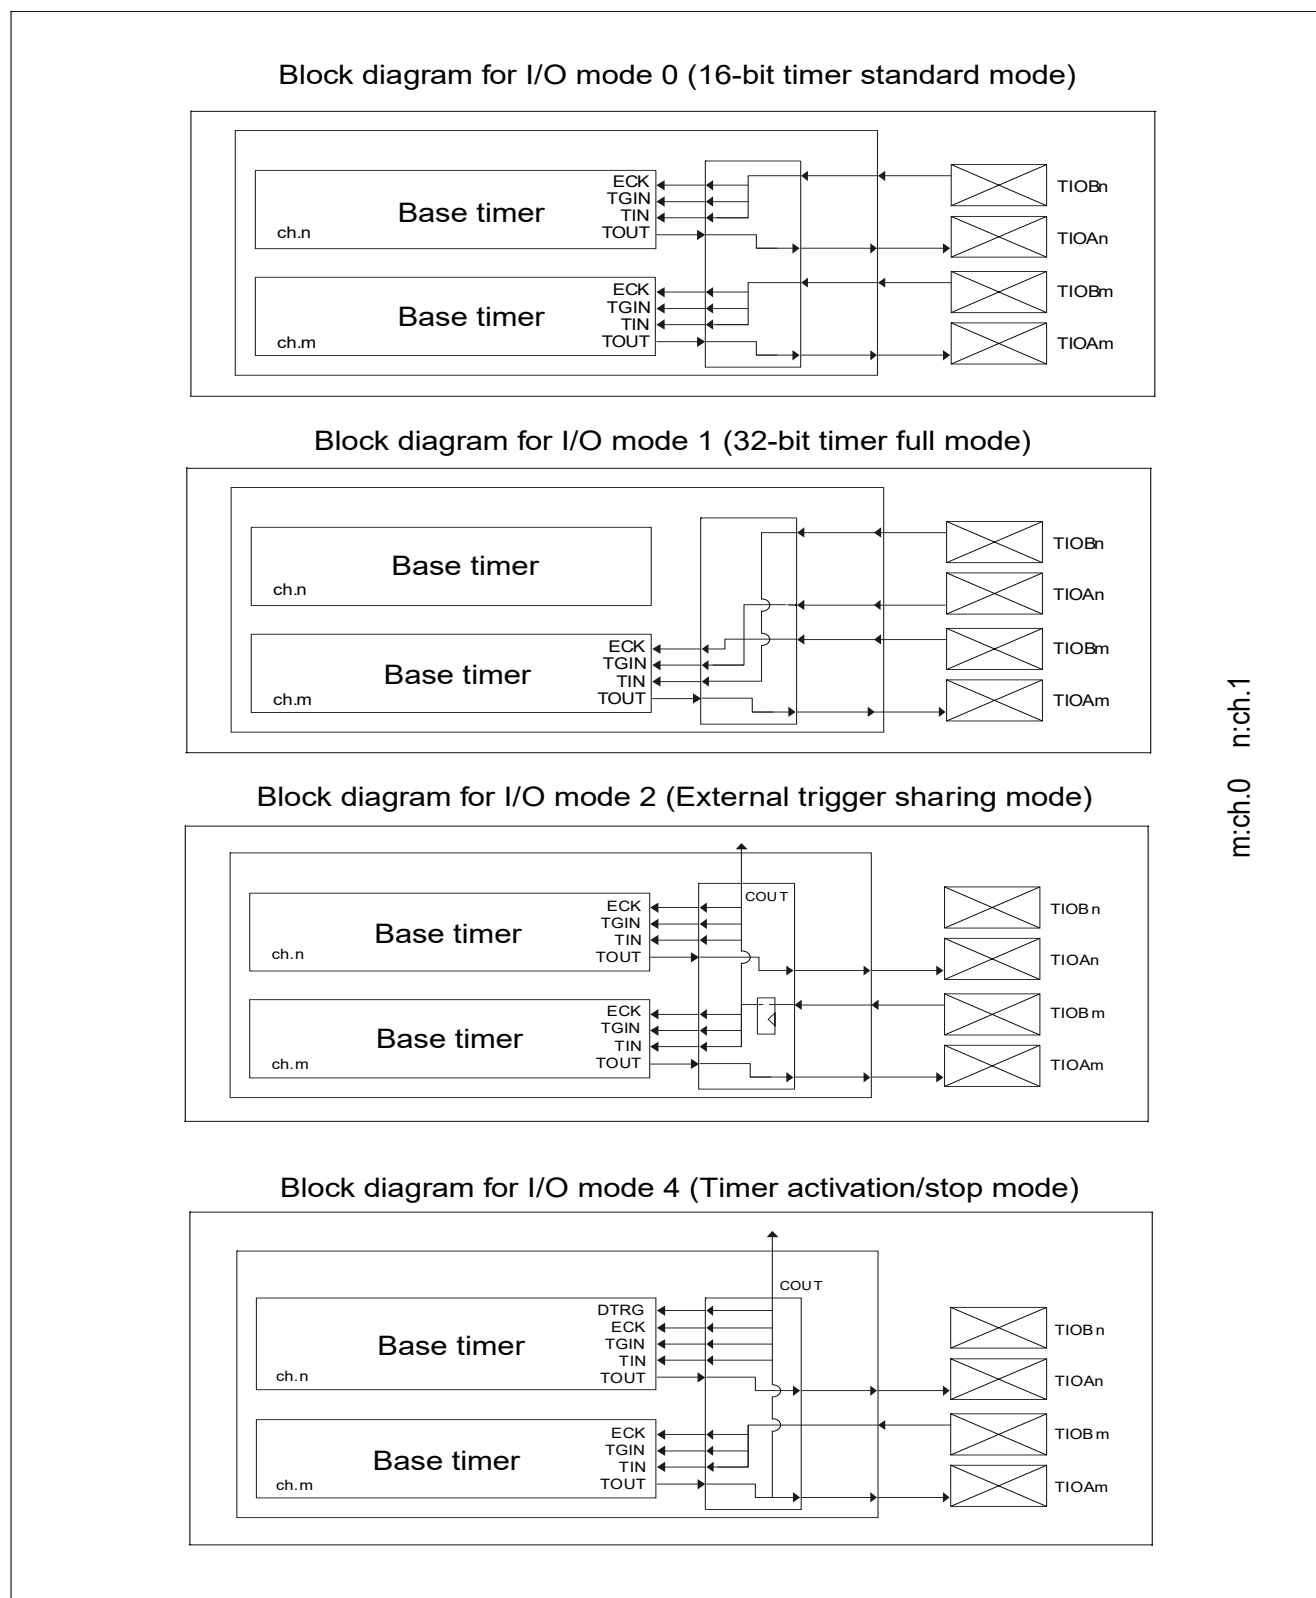 Block diagram for I/O mode 0 (16-bit timer standard mode)
ECK
TGIN
TIN
TOUT
Base timer
ch.n
TIOBn
TIOAn
ECK
TGIN
TIN
TOUT
Base timer
ch.m
TIOBm
TIOAm
Block diagram for I/O mode 1 (32-bit timer full mode)
Base timer
ch.n
TIOBn
TIOAn
ECK
TGIN
TIN
TOUT
Base timer
ch.m
TIOBm
TIOAm
m:ch.0 n:ch.1
Block diagram for I/O mode 2 (External trigger sharing mode)
COUT
ECK
TGIN
TIN
TOUT
Base timer
ch.n
TIOBn
TIOAn
ECK
TGIN
TIN
TOUT
Base timer
ch.m
TIOBm
TIOAm
Block diagram for I/O mode 4 (Timer activation/stop mode)
COUT
DTRG
ECK
TGIN
TIN
TOUT
Base timer
ch.n
TIOBn
TIOAn
ECK
TGIN
TIN
TOUT
Base timer
ch.m
TIOBm
TIOAm